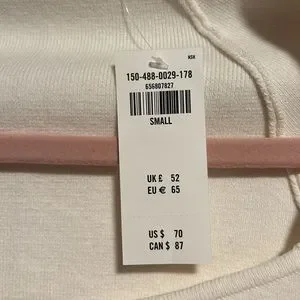 150-488-0029-178
656807827
SMALL
UK £ 52
EU € 65
US $ 70
CAN $ 87